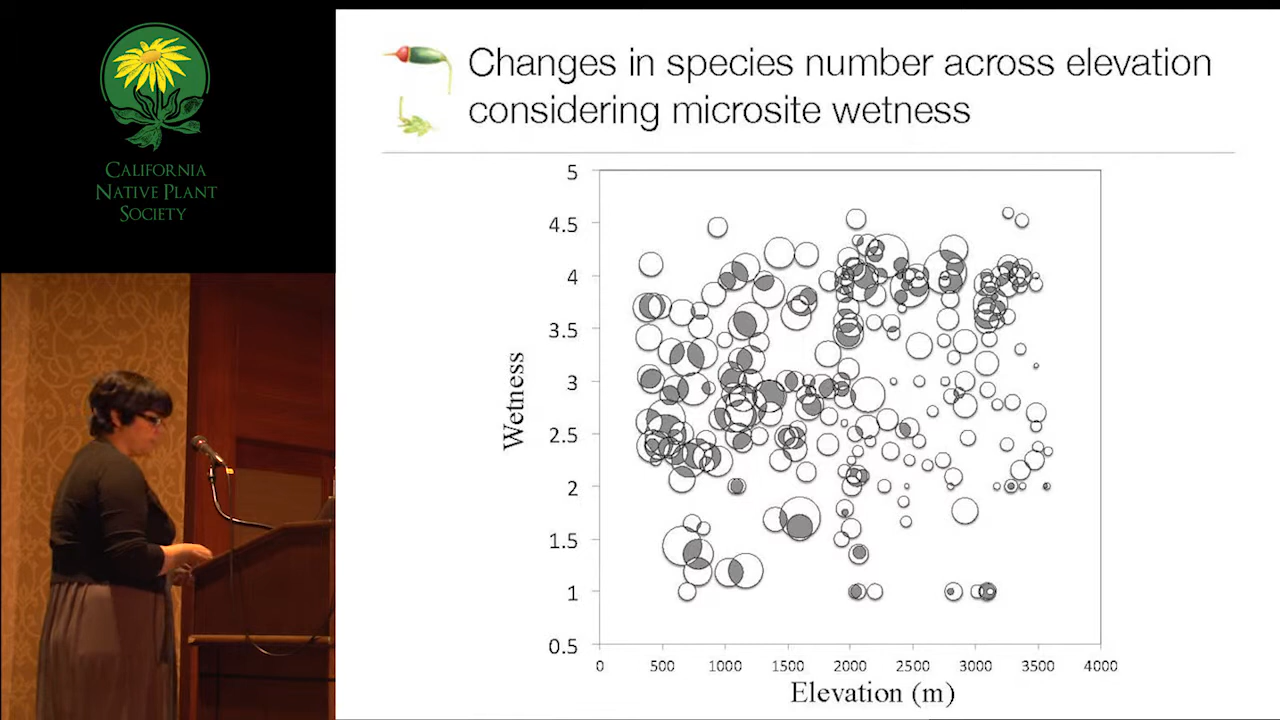 CALIFORNIA
NATIVE PLANT
SOCIETY
Changes in species number across elevation
considering microsite wetness
5
4.5
4
3.5
3
2.5
2
1.5
1
0.5
Wetness
0 500 1000 1500 2000 2500 3000 3500 4000
Elevation (m)